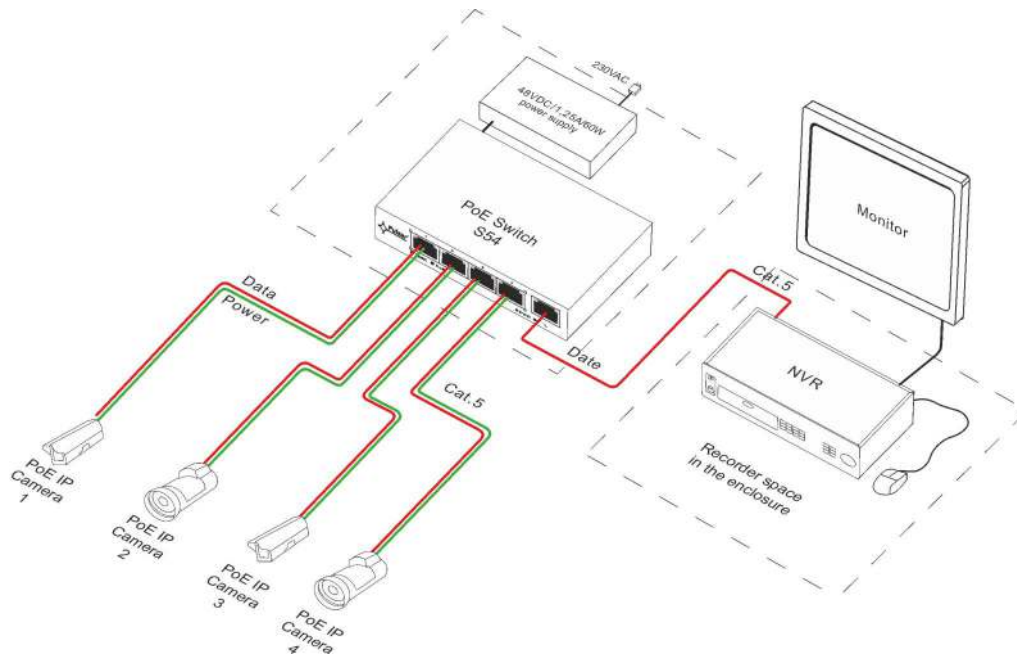 230VAC
48VDC/1,25A/60W
power supply
PoE Switch
S54
Pulsar
Data
Power
Cat.5
Date
Cat.5
Monitor
NVR
Recorder space
in the enclosure
PoE IP
Camera
1
PoE IP
Camera
2
PoE IP
Camera
3
PoE IP
Camera
4